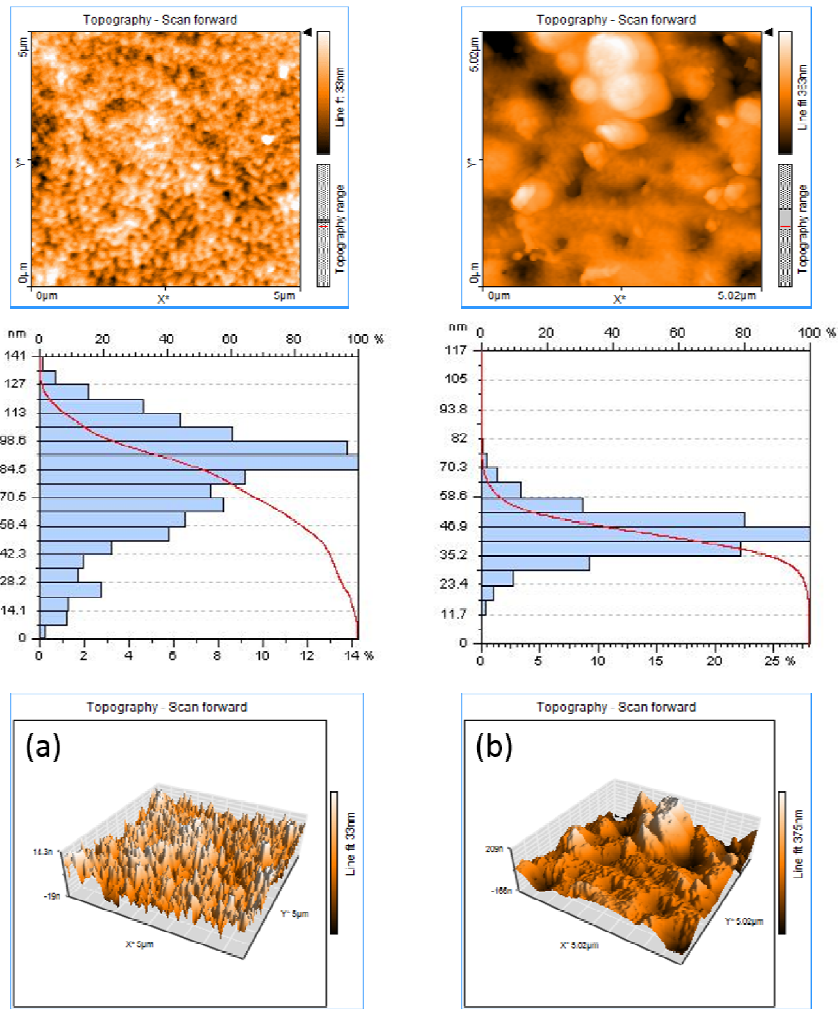 Topography - Scan forward
5µm
Y*
0µm
0µm
X*
5µm
Line fit 33nm
Topography range
Topography - Scan forward
5.02µm
Y*
0µm
0µm
X*
5.02µm
Line fit 353nm
Topography range
nm
0 20 40 60 80 100 %
141
127
113
98.6
84.5
70.5
56.4
42.3
28.2
14.1
0
0 2 4 6 8 10 12 14 %
nm
0 20 40 60 80 100 %
117
105
93.8
82
70.3
58.6
46.9
35.2
23.4
11.7
0
0 5 10 15 20 25 %
Topography - Scan forward
(a)
14.3n
-19n
X* 5µm
Y* 5µm
Line fit 33nm
Topography - Scan forward
(b)
209n
-166n
X* 5.02µm
Y* 5.02µm
Line fit 375nm